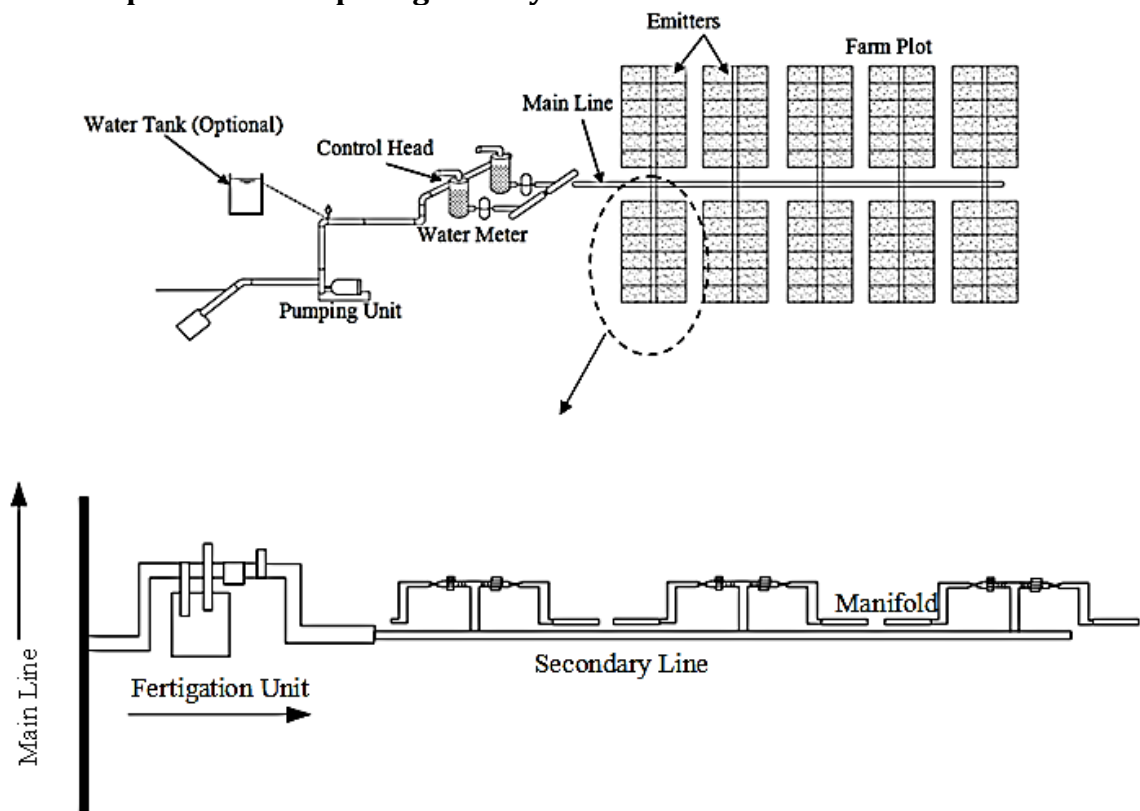 Emitters
Farm Plot
Main Line
Water Tank (Optional)
Control Head
Water Meter
Pumping Unit
Manifold
Secondary Line
Fertigation Unit
Main Line